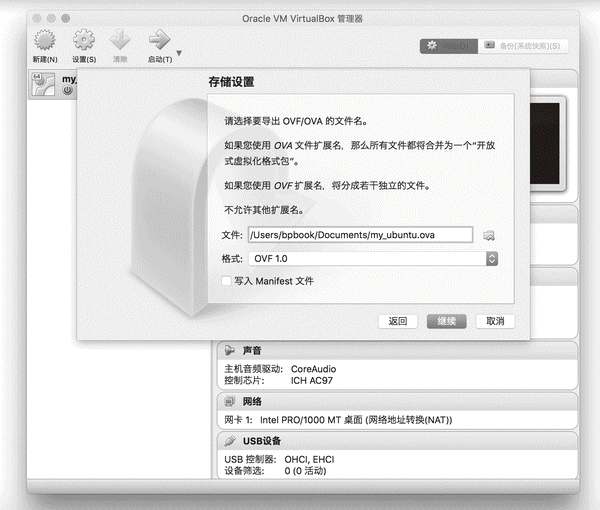 Oracle VM VirtualBox 管理器
新建(N) 设置(S) 清除 启动(T) 备份[系统快照](S)
64 my_
存储设置
请选择要导出 OVF/OVA 的文件名。
如果您使用 OVA 文件扩展名，那么所有文件都将合并为一个“开放
式虚拟化格式包”。
如果您使用 OVF 扩展名，将分成若干独立的文件。
不允许其他扩展名。
文件: /Users/bpbook/Documents/my_ubuntu.ova
格式: OVF 1.0
写入 Manifest 文件
返回 继续 取消
声音
主机音频驱动: CoreAudio
控制芯片: ICH AC97
网络
网卡 1: Intel PRO/1000 MT 桌面 (网络地址转换(NAT))
USB设备
USB 控制器: OHCI, EHCI
设备筛选: 0 (0 活动)